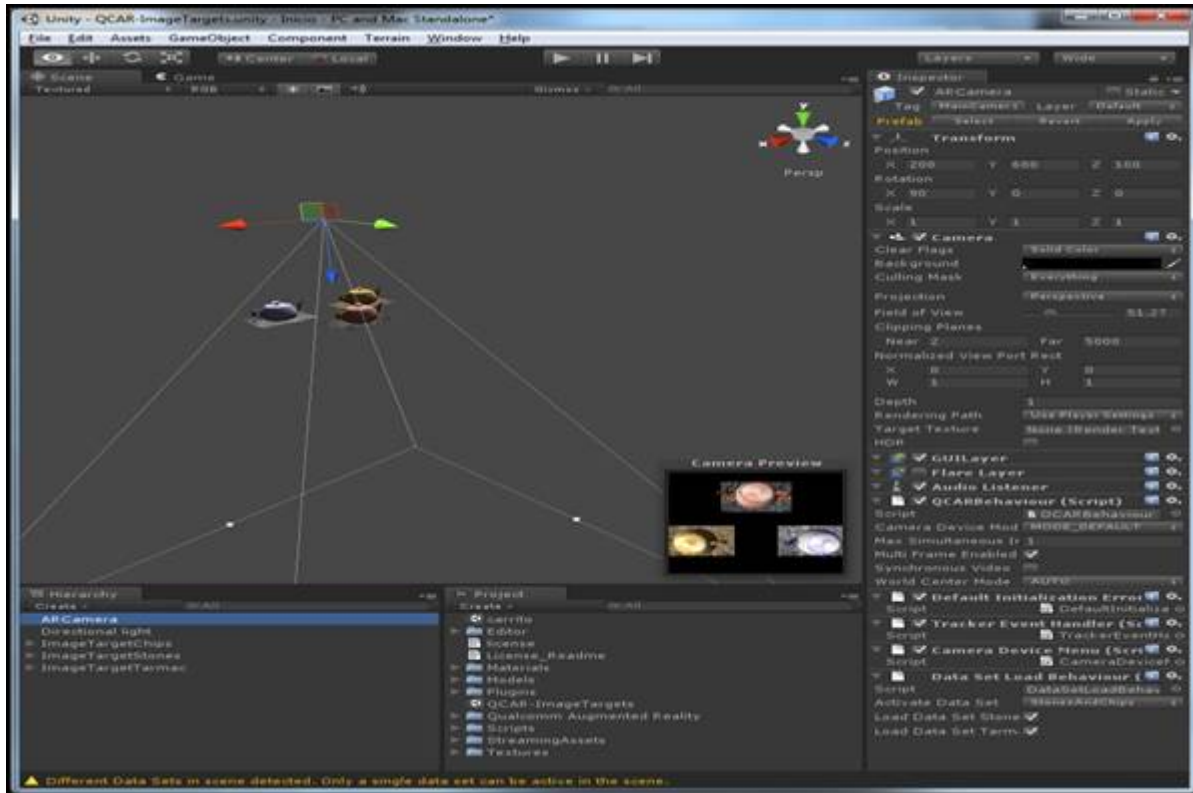 Unity - QCAR-ImageTargets.unity - Inicio - PC and Mac Standalone*
File Edit Assets GameObject Component Terrain Window Help
Center Local
Layers Wide
Scene Game
Textured RGB Gizmos All
Persp
Camera Preview
Hierarchy
Create All
ARCamera
Directional light
ImageTargetChips
ImageTargetStones
ImageTargetTarmac
Project
Create All
carrito
Editor
license
License_Readme
Materials
Models
Plugins
QCAR-ImageTargets
Qualcomm Augmented Reality
Scripts
StreamingAssets
Textures
Inspector
ARCamera Static
Tag MainCamera Layer Default
Prefab Select Revert Apply
Transform
Position
X 200 Y 600 Z 100
Rotation
X 90 Y 0 Z 0
Scale
X 1 Y 1 Z 1
Camera
Clear Flags Solid Color
Background
Culling Mask Everything
Projection Perspective
Field of View 51.27
Clipping Planes
Near 2 Far 5000
Normalized View Port Rect
X 0 Y 0
W 1 H 1
Depth 1
Rendering Path Use Player Settings
Target Texture None (Render Text
HDR
GUILayer
Flare Layer
Audio Listener
QCARBehaviour (Script)
Script QCARBehaviour
Camera Device Mod MODE_DEFAULT
Max Simultaneous I 1
Multi Frame Enabled
Synchronous Video
World Center Mode AUTO
Default Initialization Error
Script DefaultInitializa
Tracker Event Handler (Sc
Script TrackerEventHa
Camera Device Menu (Scri
Script CameraDevice
Data Set Load Behaviour (
Script DataSetLoadBehav
Activate Data Set StonesAndChips
Load Data Set Stone
Load Data Set Tarm
Different Data Sets in scene detected. Only a single data set can be active in the scene.